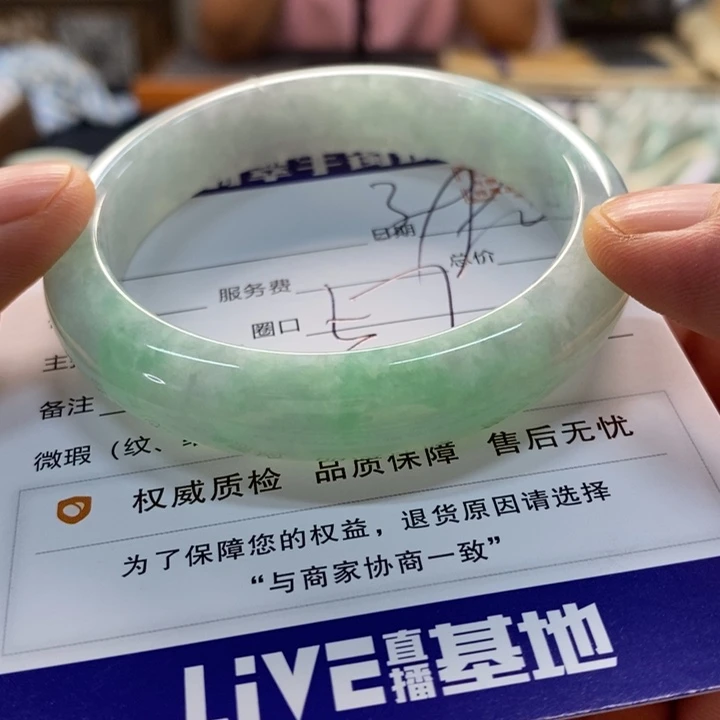 日期
总价
服务费
圈口
备注
微瑕（纹、
权威质检 品质保障 售后无忧
为了保障您的权益，退货原因请选择
“与商家协商一致”
LiVE直播基地